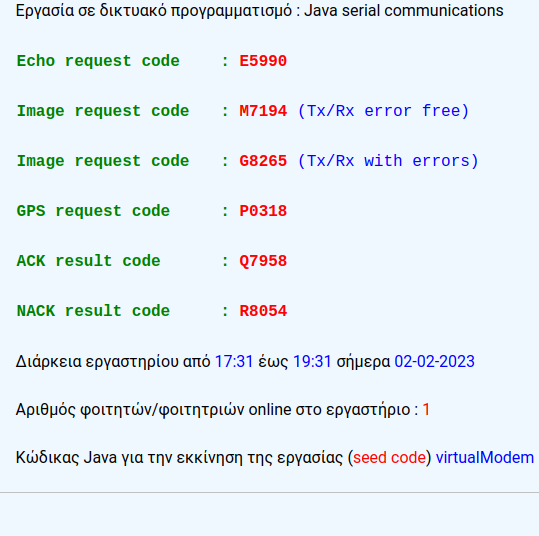 Εργασία σε δικτυακό προγραμματισμό : Java serial communications
Echo request code : E5990
Image request code : M7194 (Tx/Rx error free)
Image request code : G8265 (Tx/Rx with errors)
GPS request code : P0318
ACK result code : Q7958
NACK result code : R8054
Διάρκεια εργαστηρίου από 17:31 έως 19:31 σήμερα 02-02-2023
Αριθμός φοιτητών/φοιτητριών online στο εργαστήριο : 1
Κώδικας Java για την εκκίνηση της εργασίας (seed code) virtualModem